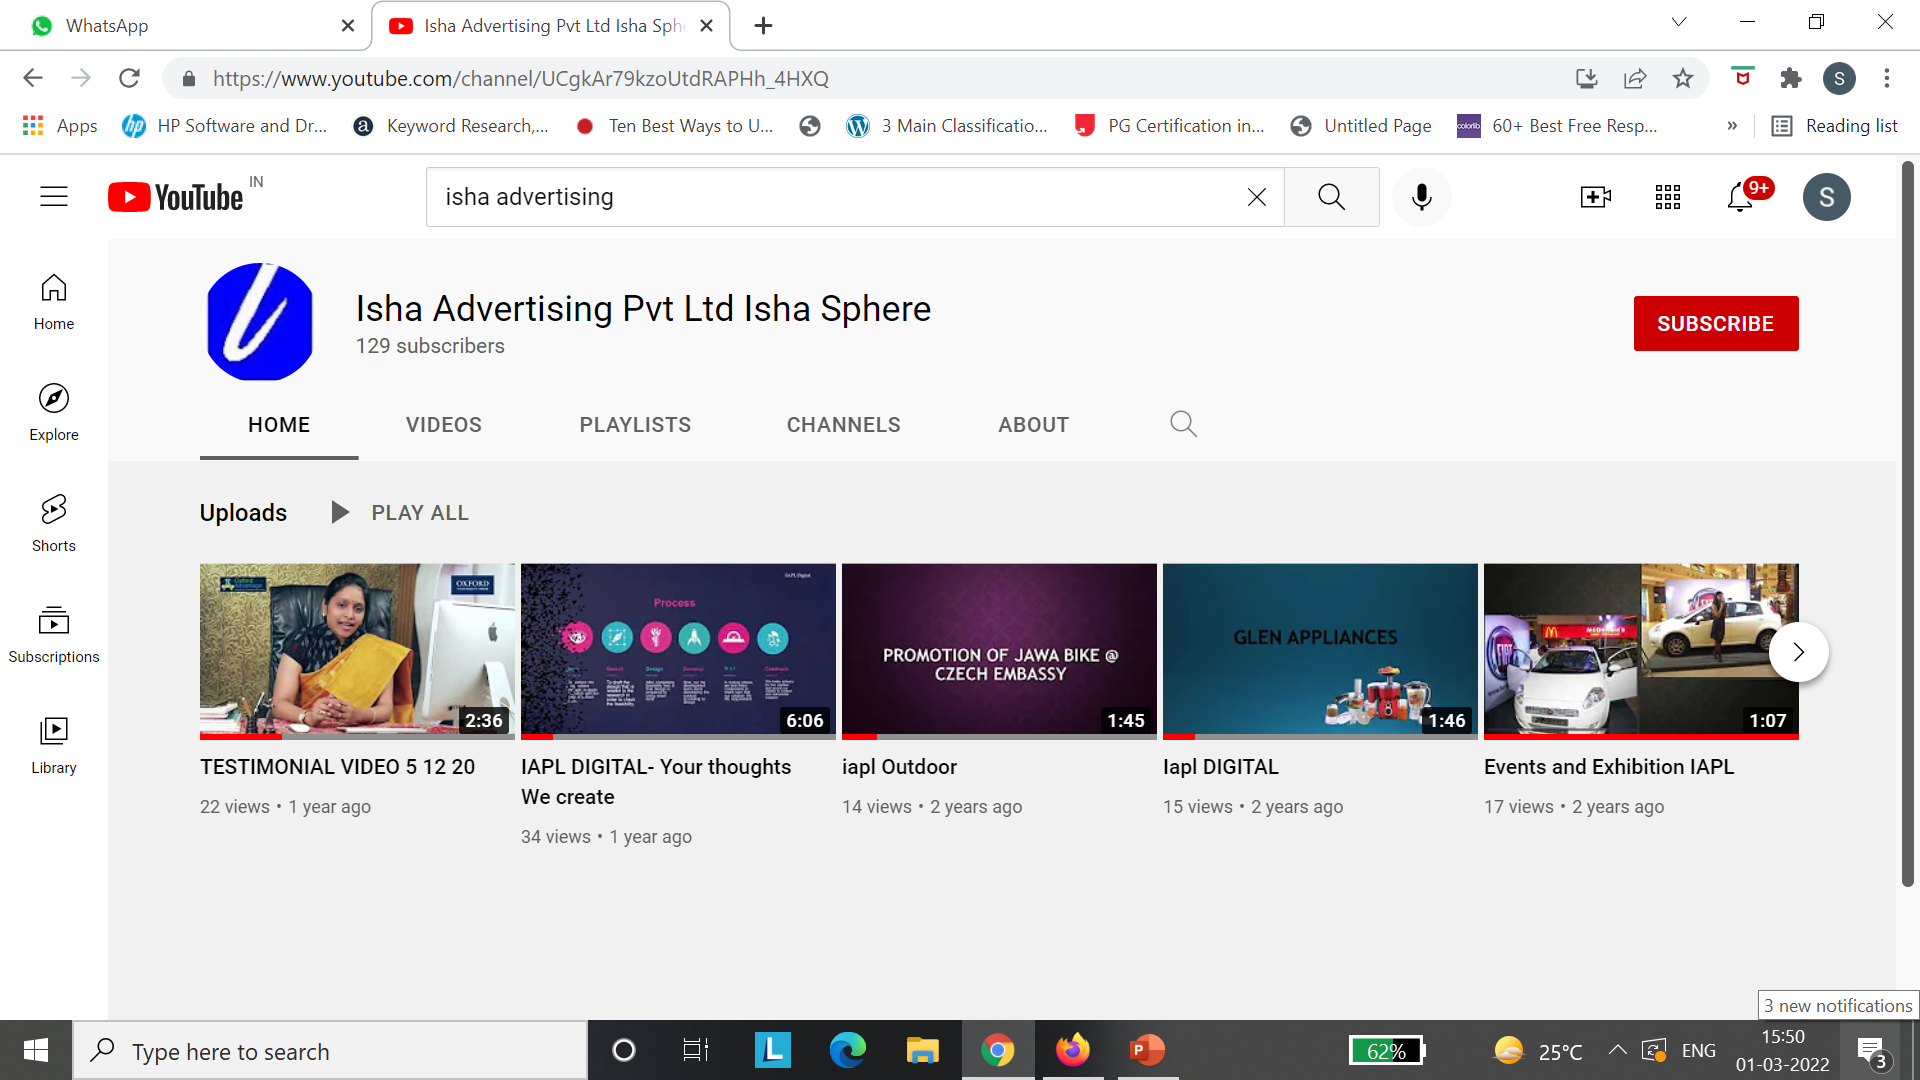 WhatsApp
Isha Advertising Pvt Ltd Isha Sph
https://www.youtube.com/channel/UCgkAr79kzoUtdRAPHh_4HXQ
S
Apps
HP Software and Dr...
Keyword Research,...
Ten Best Ways to U...
3 Main Classificatio...
PG Certification in...
Untitled Page
60+ Best Free Resp...
»
Reading list
YouTube IN
isha advertising
9+
S
Home
Explore
Shorts
Subscriptions
Library
Isha Advertising Pvt Ltd Isha Sphere
129 subscribers
SUBSCRIBE
HOME VIDEOS PLAYLISTS CHANNELS ABOUT
Uploads PLAY ALL
OXFORD
2:36
TESTIMONIAL VIDEO 5 12 20
22 views • 1 year ago
IAPL Digital
Process
6:06
IAPL DIGITAL- Your thoughts
We create
34 views • 1 year ago
PROMOTION OF JAWA BIKE @
CZECH EMBASSY
1:45
iapl Outdoor
14 views • 2 years ago
GLEN APPLIANCES
1:46
Iapl DIGITAL
15 views • 2 years ago
FIAT
1:07
Events and Exhibition IAPL
17 views • 2 years ago
3 new notifications
Type here to search
L
P
62%
25°C
ENG
15:50
01-03-2022
3